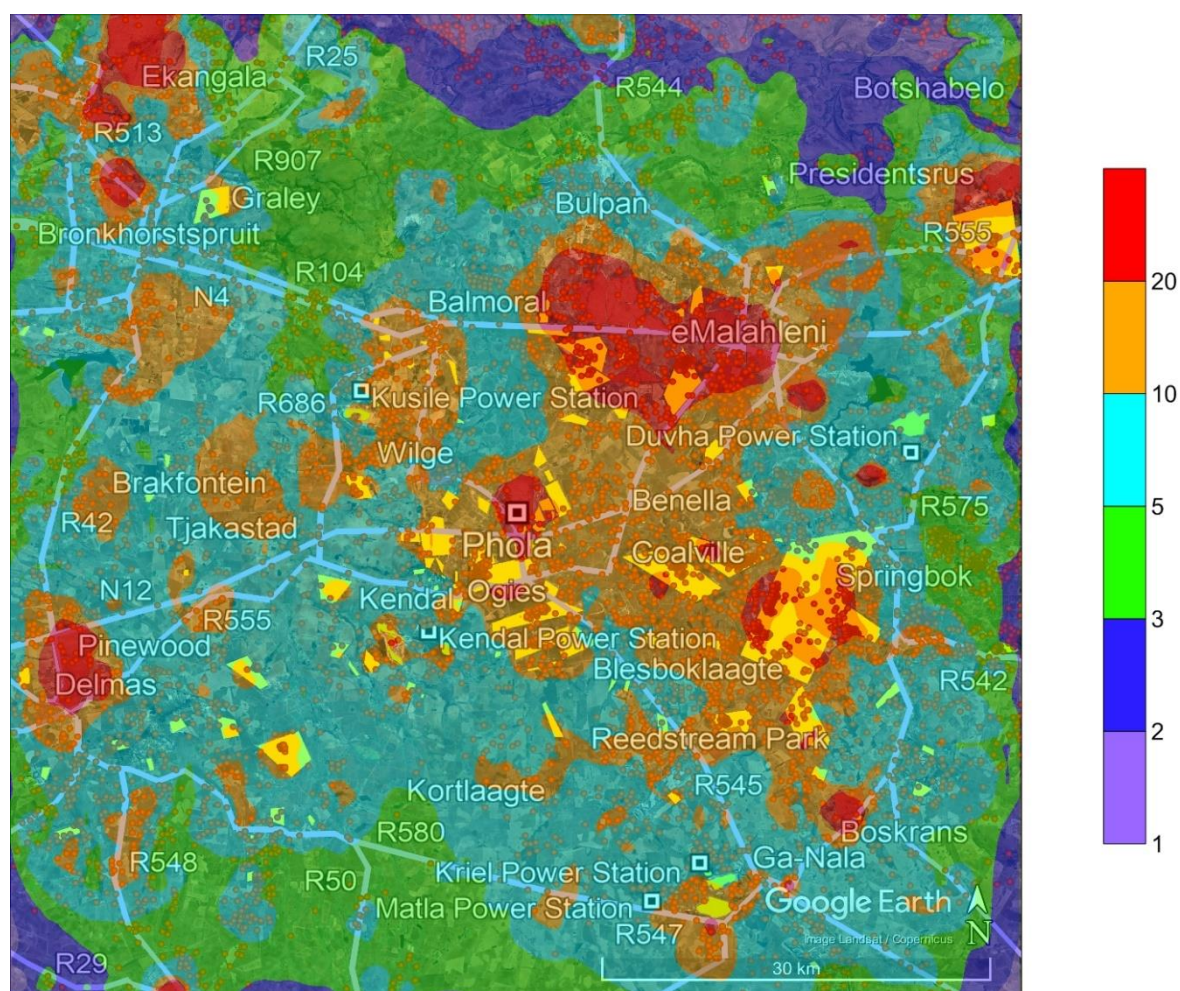 R25
Ekangala
R544
Botshabelo
R513
R907
Presidentsrus
Graley
Bulpan
Bronkhorstspruit
R555
R104
20
N4
Balmoral
eMalahleni
10
R686
Kusile Power Station
Duvha Power Station
Wilge
Brakfontein
Benella
R575
5
R42
Tjakastad
Phola
Coalville
Springbok
N12
Kendal
Ogies
R555
3
Pinewood
Kendal Power Station
Blesboklaagte
Delmas
R542
Reedstream Park
2
R545
Kortlaagte
R580
Boskrans
1
R548
R50
Kriel Power Station
Ga-Nala
Matla Power Station
Google Earth
R547
N
Image Landsat / Copernicus
R29
30 km